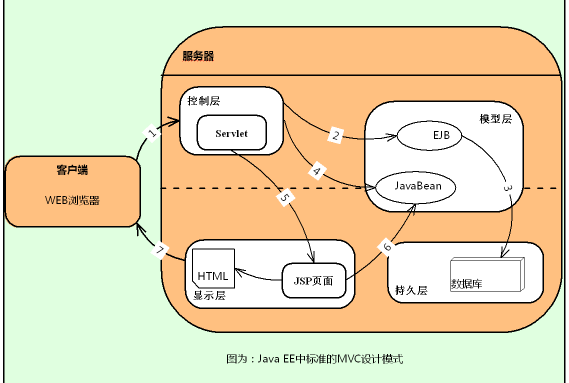 服务器
控制层
Servlet
模型层
EJB
JavaBean
客户端
WEB浏览器
1
2
3
4
5
6
7
HTML
JSP页面
显示层
数据库
持久层
图为：Java EE中标准的MVC设计模式